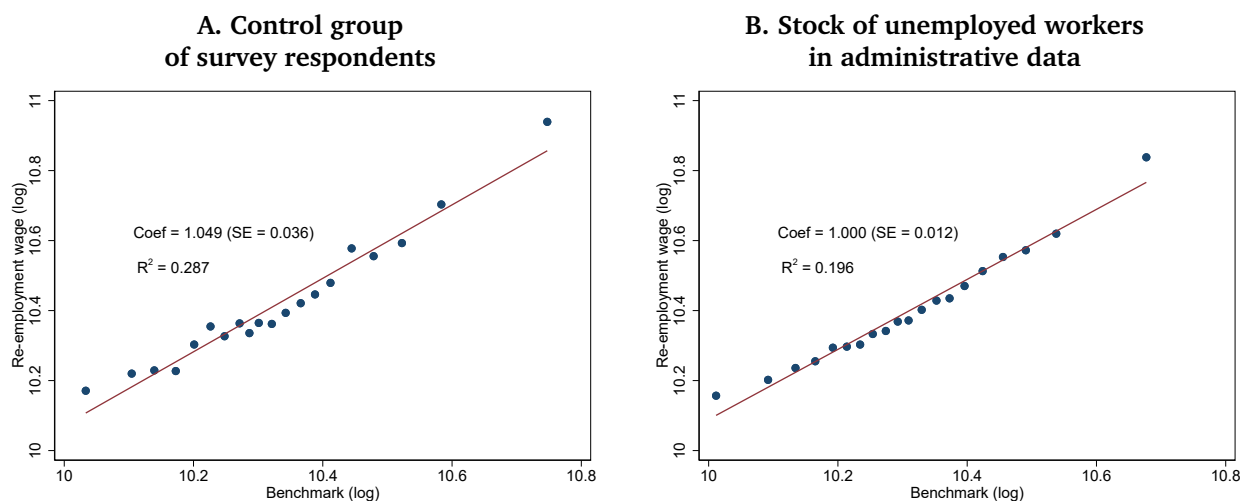 A. Control group
of survey respondents
Re-employment wage (log)
11
10.8
10.6
10.4
10.2
10
Coef = 1.049 (SE = 0.036)
R² = 0.287
10
10.2
10.4
10.6
10.8
Benchmark (log)
B. Stock of unemployed workers
in administrative data
Re-employment wage (log)
11
10.8
10.6
10.4
10.2
10
Coef = 1.000 (SE = 0.012)
R² = 0.196
10
10.2
10.4
10.6
10.8
Benchmark (log)